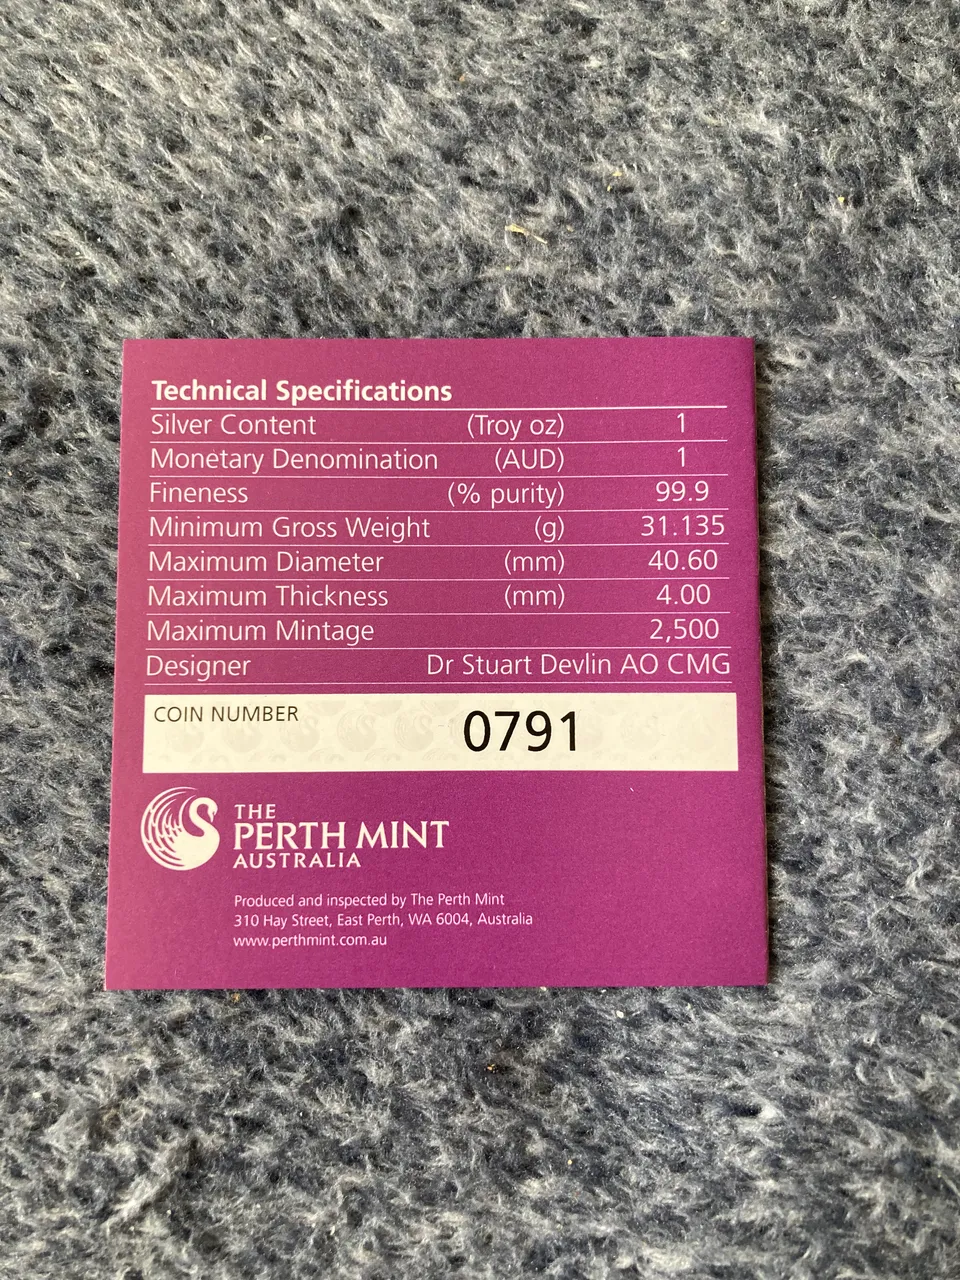 Technical Specifications
Silver Content (Troy oz) 1
Monetary Denomination (AUD) 1
Fineness (% purity) 99.9
Minimum Gross Weight (g) 31.135
Maximum Diameter (mm) 40.60
Maximum Thickness (mm) 4.00
Maximum Mintage 2,500
Designer Dr Stuart Devlin AO CMG
COIN NUMBER 0791
THE
PERTH MINT
AUSTRALIA
Produced and inspected by The Perth Mint
310 Hay Street, East Perth, WA 6004, Australia
www.perthmint.com.au